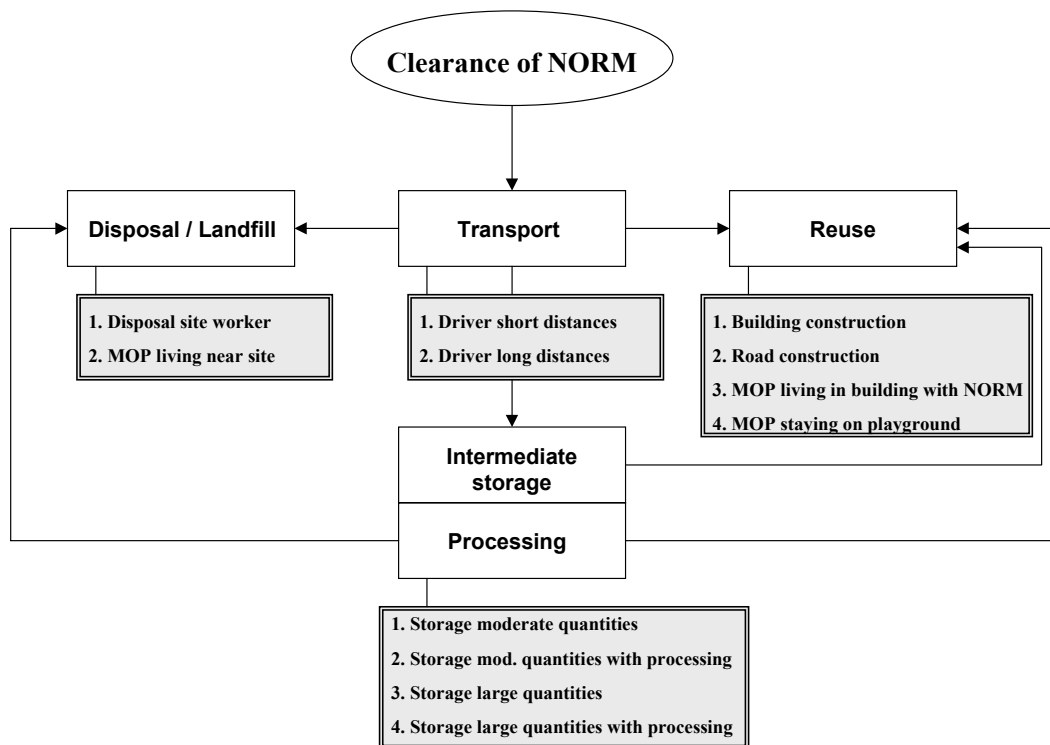 Clearance of NORM
Disposal / Landfill
Transport
Reuse
1. Disposal site worker
2. MOP living near site
1. Driver short distances
2. Driver long distances
1. Building construction
2. Road construction
3. MOP living in building with NORM
4. MOP staying on playground
Intermediate
storage
Processing
1. Storage moderate quantities
2. Storage mod. quantities with processing
3. Storage large quantities
4. Storage large quantities with processing